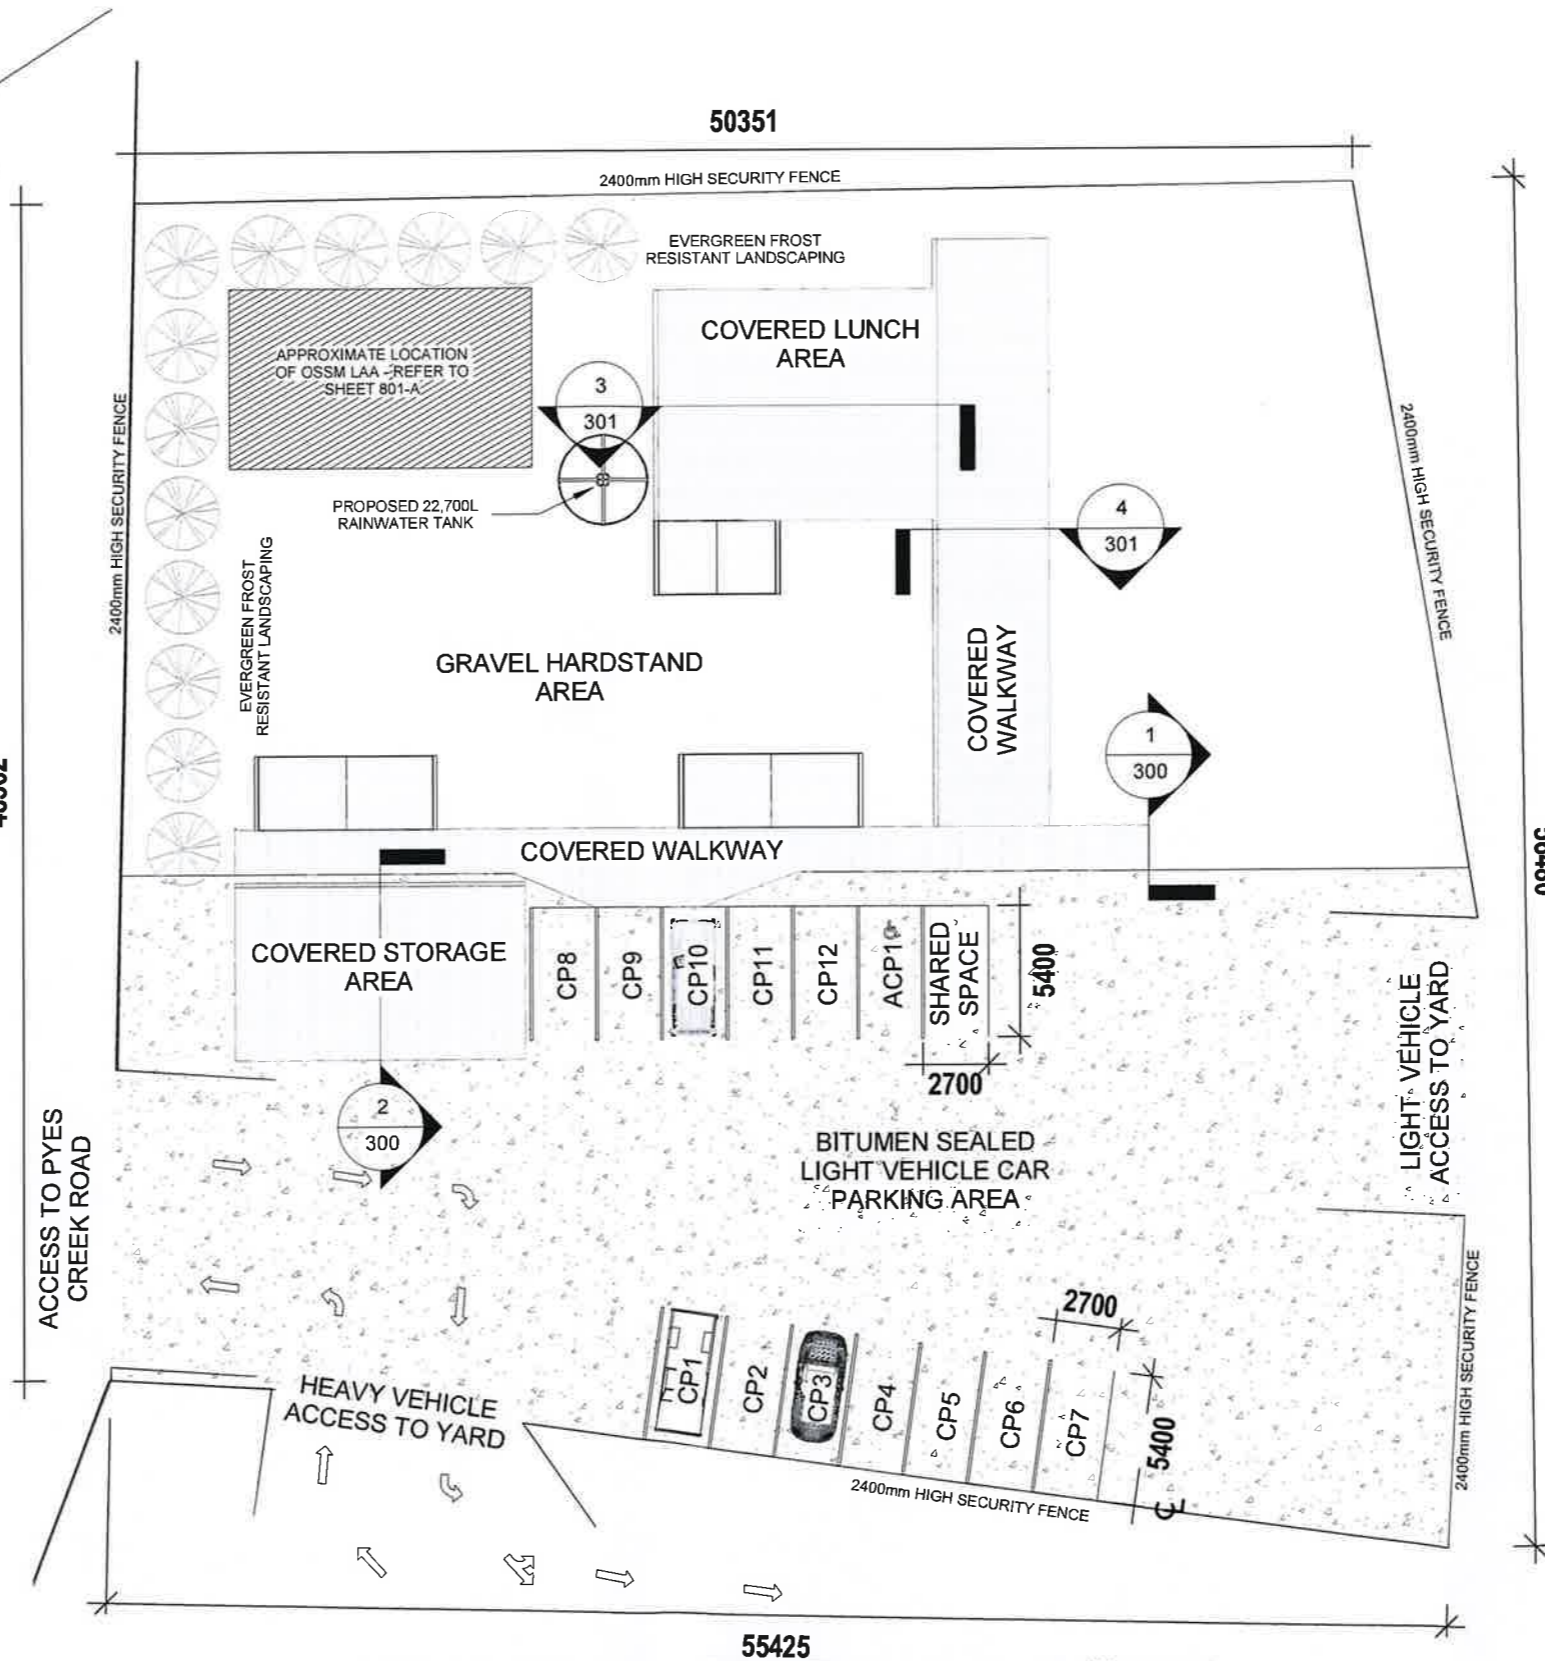 50351
2400mm HIGH SECURITY FENCE
EVERGREEN FROST
RESISTANT LANDSCAPING
COVERED LUNCH
AREA
APPROXIMATE LOCATION
OF OSSM LAA - REFER TO
SHEET 801-A
3
301
2400mm HIGH SECURITY FENCE
2400mm HIGH SECURITY FENCE
PROPOSED 22,700L
RAINWATER TANK
4
301
EVERGREEN FROST
RESISTANT LANDSCAPING
GRAVEL HARDSTAND
AREA
COVERED
WALKWAY
1
300
COVERED WALKWAY
COVERED STORAGE
AREA
CP8
CP9
CP10
CP11
CP12
ACP1
SHARED
SPACE
5400
2700
LIGHT VEHICLE
ACCESS TO YARD
2
300
ACCESS TO PYES
CREEK ROAD
BITUMEN SEALED
LIGHT VEHICLE CAR
PARKING AREA
2700
CP1
CP2
CP3
CP4
CP5
CP6
CP7
5400
HEAVY VEHICLE
ACCESS TO YARD
2400mm HIGH SECURITY FENCE
2400mm HIGH SECURITY FENCE
55425